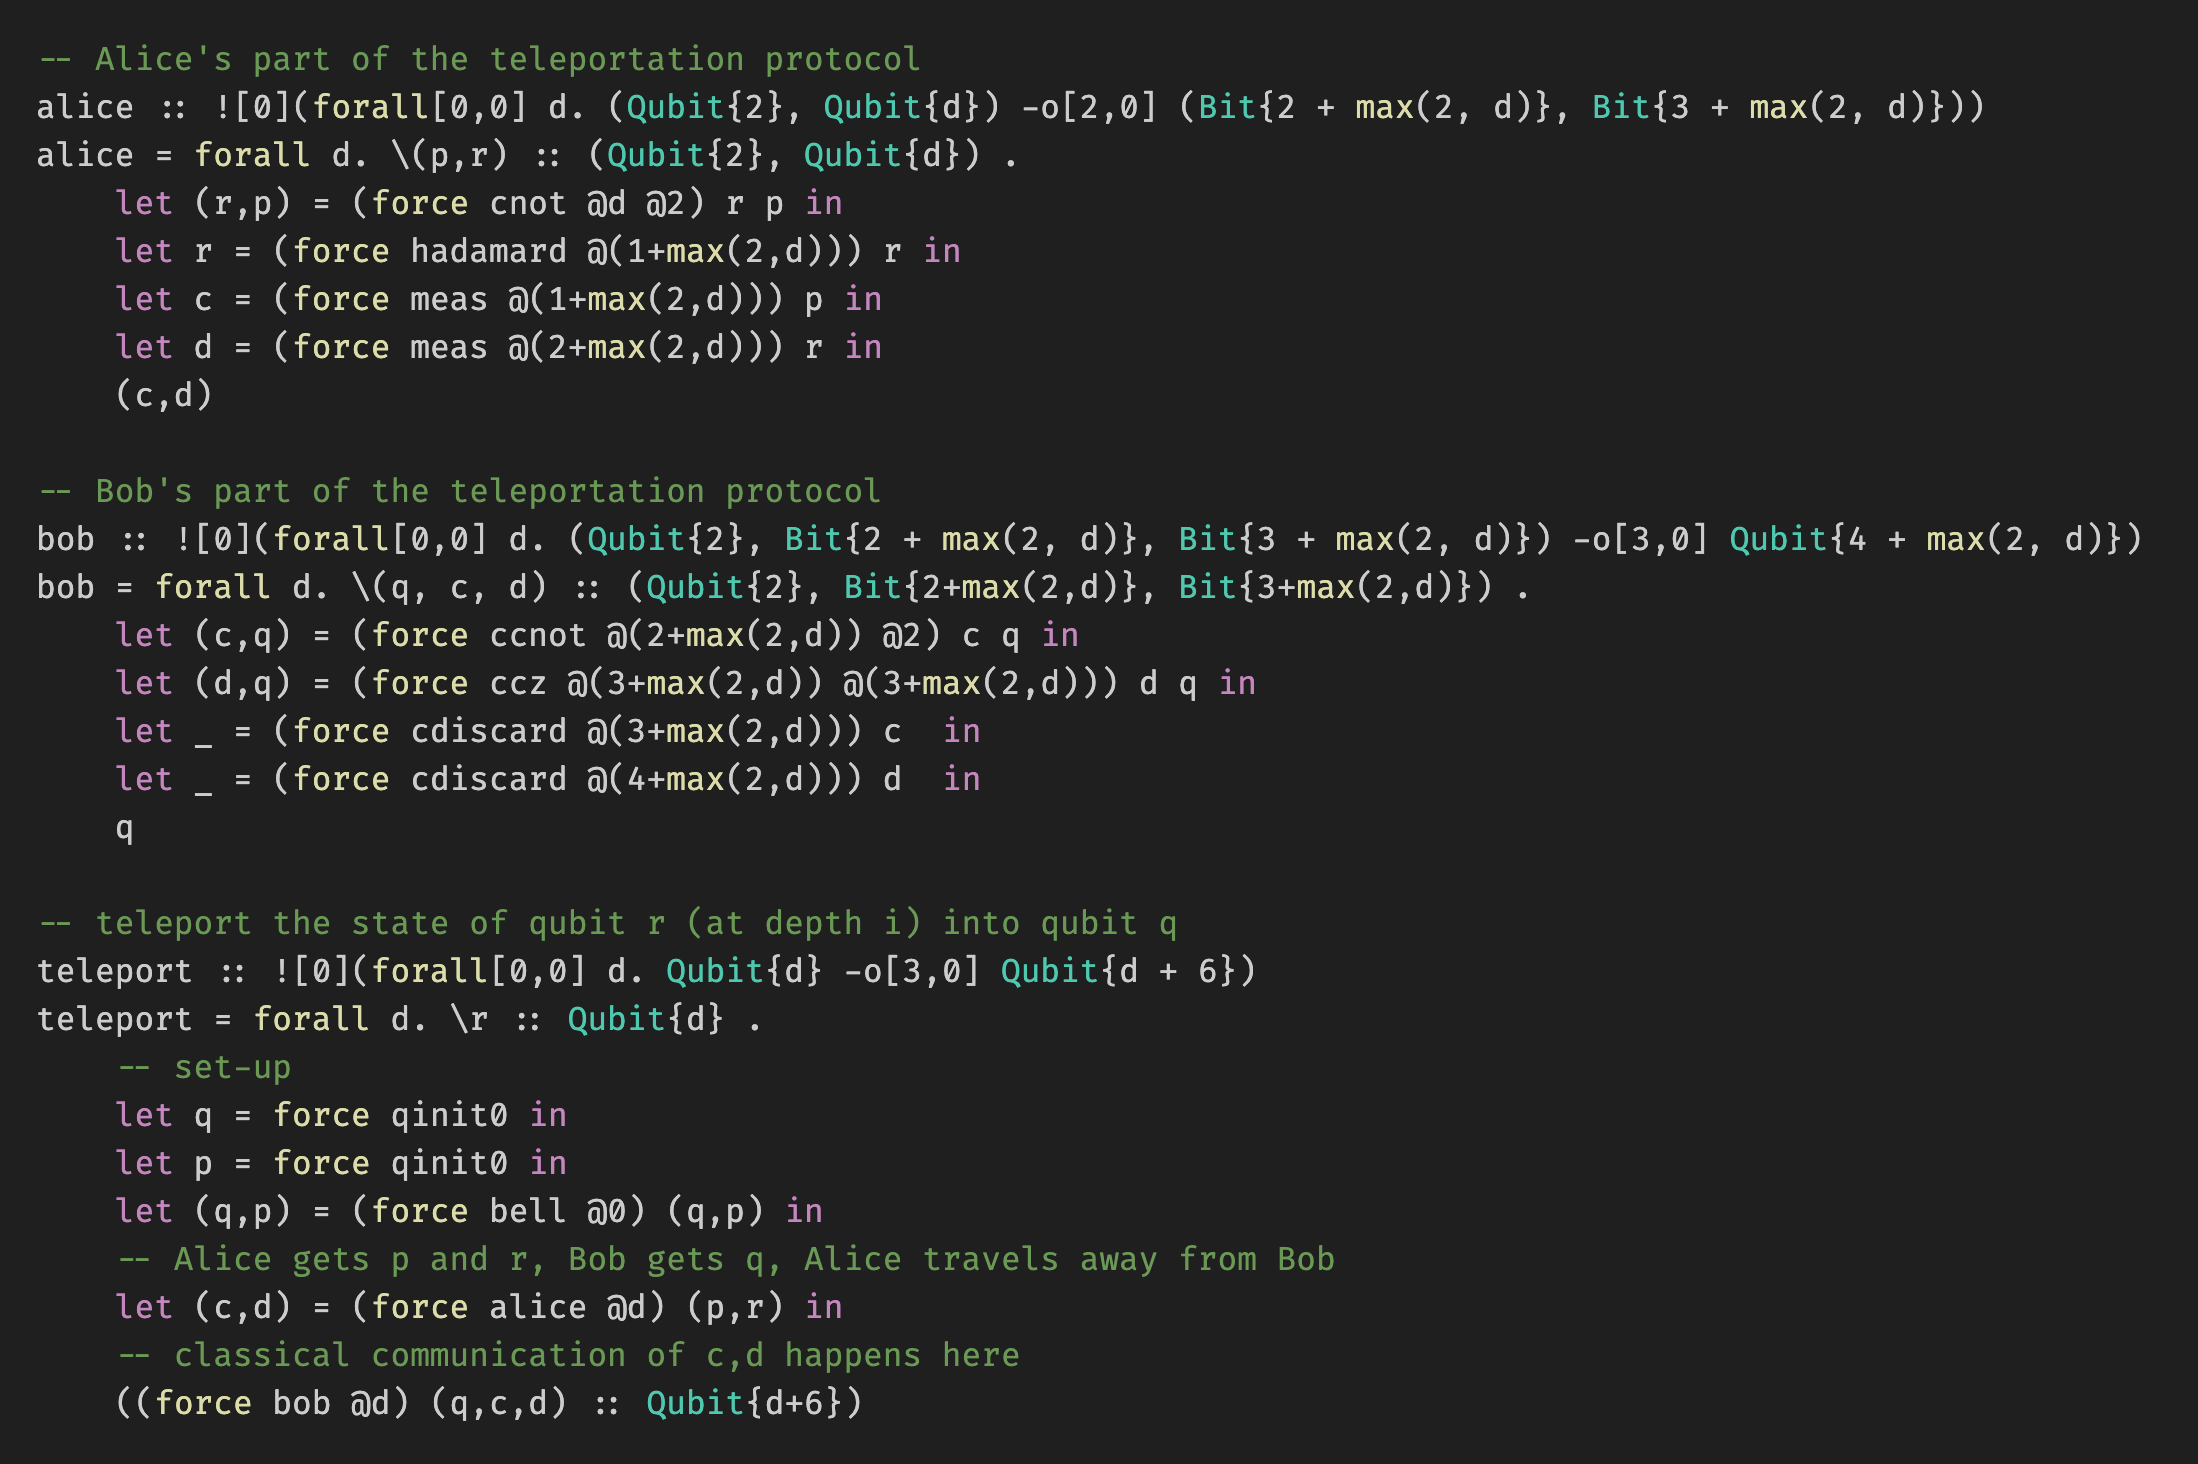 -- Alice's part of the teleportation protocol
alice :: ![0](forall[0,0] d. (Qubit{2}, Qubit{d}) -o[2,0] (Bit{2 + max(2, d)}, Bit{3 + max(2, d)}))
alice = forall d. \(p,r) :: (Qubit{2}, Qubit{d}) .
    let (r,p) = (force cnot @d @2) r p in
    let r = (force hadamard @(1+max(2,d))) r in
    let c = (force meas @(1+max(2,d))) p in
    let d = (force meas @(2+max(2,d))) r in
    (c,d)

-- Bob's part of the teleportation protocol
bob :: ![0](forall[0,0] d. (Qubit{2}, Bit{2 + max(2, d)}, Bit{3 + max(2, d)}) -o[3,0] Qubit{4 + max(2, d)})
bob = forall d. \(q, c, d) :: (Qubit{2}, Bit{2+max(2,d)}, Bit{3+max(2,d)}) .
    let (c,q) = (force ccnot @(2+max(2,d)) @2) c q in
    let (d,q) = (force ccz @(3+max(2,d)) @(3+max(2,d))) d q in
    let _ = (force cdiscard @(3+max(2,d))) c  in
    let _ = (force cdiscard @(4+max(2,d))) d  in
    q

-- teleport the state of qubit r (at depth i) into qubit q
teleport :: ![0](forall[0,0] d. Qubit{d} -o[3,0] Qubit{d + 6})
teleport = forall d. \r :: Qubit{d} .
    -- set-up
    let q = force qinit0 in
    let p = force qinit0 in
    let (q,p) = (force bell @0) (q,p) in
    -- Alice gets p and r, Bob gets q, Alice travels away from Bob
    let (c,d) = (force alice @d) (p,r) in
    -- classical communication of c,d happens here
    ((force bob @d) (q,c,d) :: Qubit{d+6})